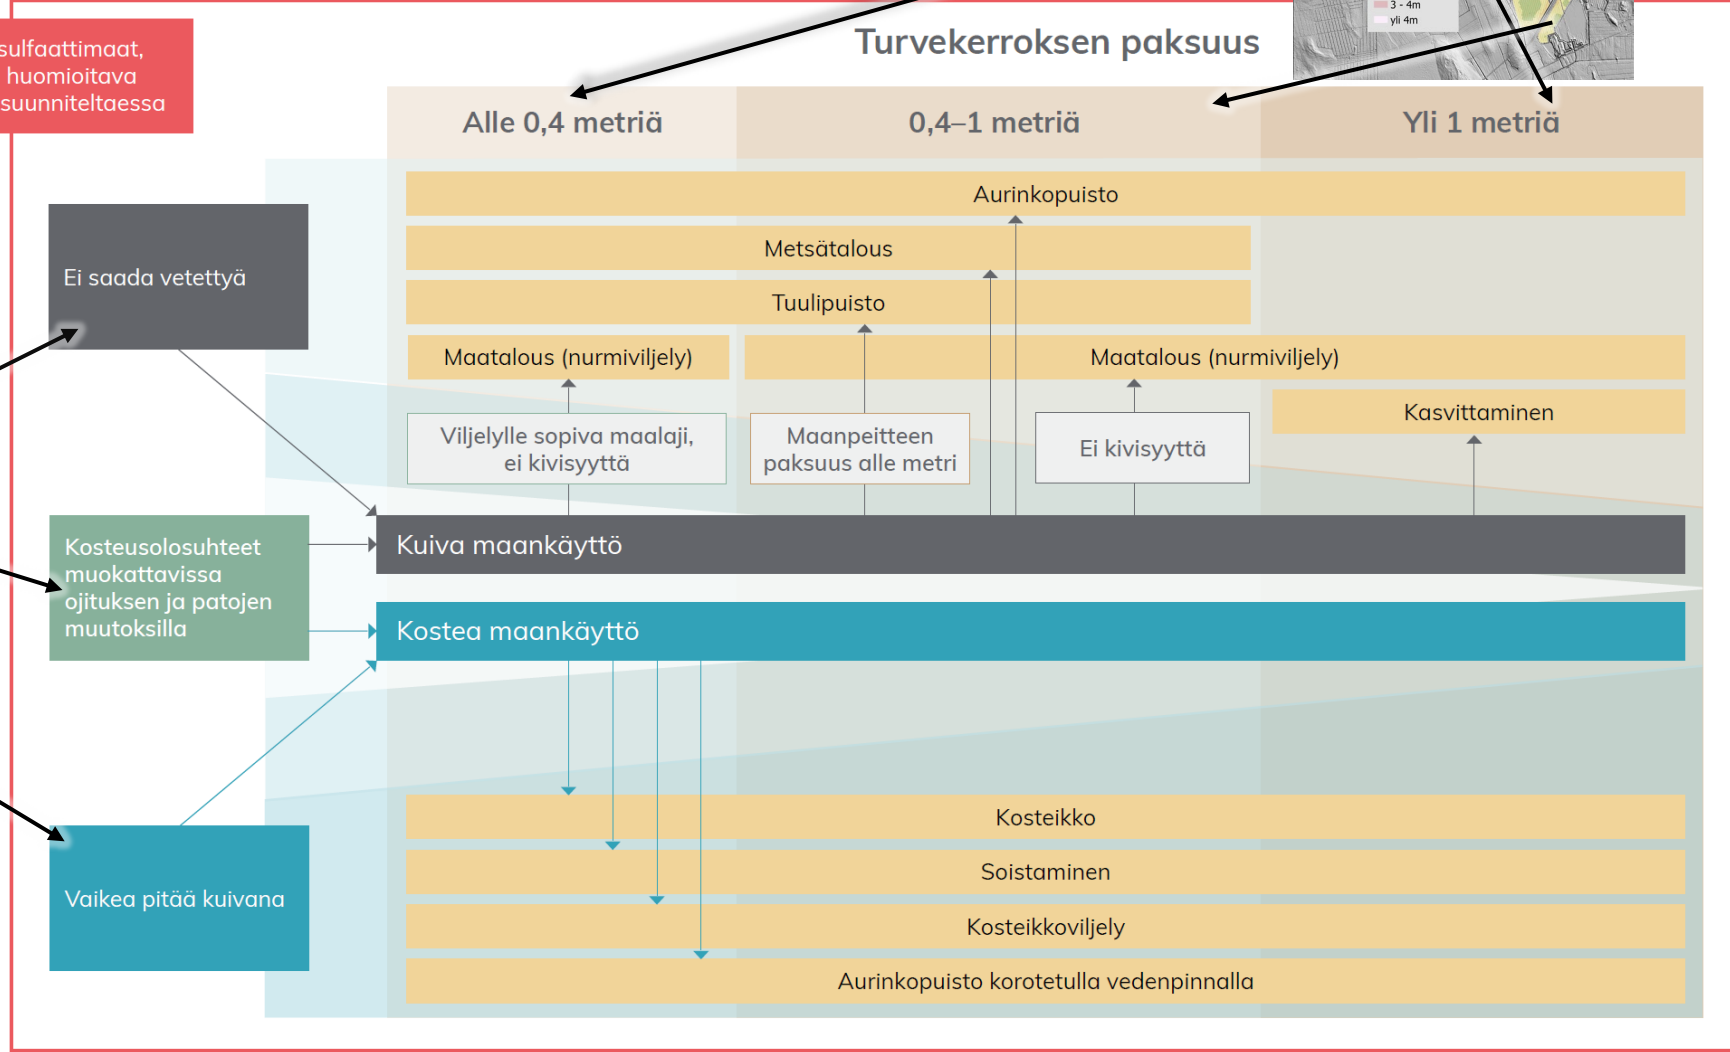 3 - 4m
yli 4m
Turvekerroksen paksuus
sulfaattimaat,
huomioitava
suunniteltaessa
Alle 0,4 metriä
0,4–1 metriä
Yli 1 metriä
Aurinkopuisto
Metsätalous
Ei saada vetettyä
Tuulipuisto
Maatalous (nurmiviljely)
Maatalous (nurmiviljely)
Kasvittaminen
Viljelylle sopiva maalaji,
ei kivisyyttä
Maanpeitteen
paksuus alle metri
Ei kivisyyttä
Kosteusolosuhteet
muokattavissa
ojituksen ja patojen
muutoksilla
Kuiva maankäyttö
Kostea maankäyttö
Kosteikko
Soistaminen
Vaikea pitää kuivana
Kosteikkoviljely
Aurinkopuisto korotetulla vedenpinnalla